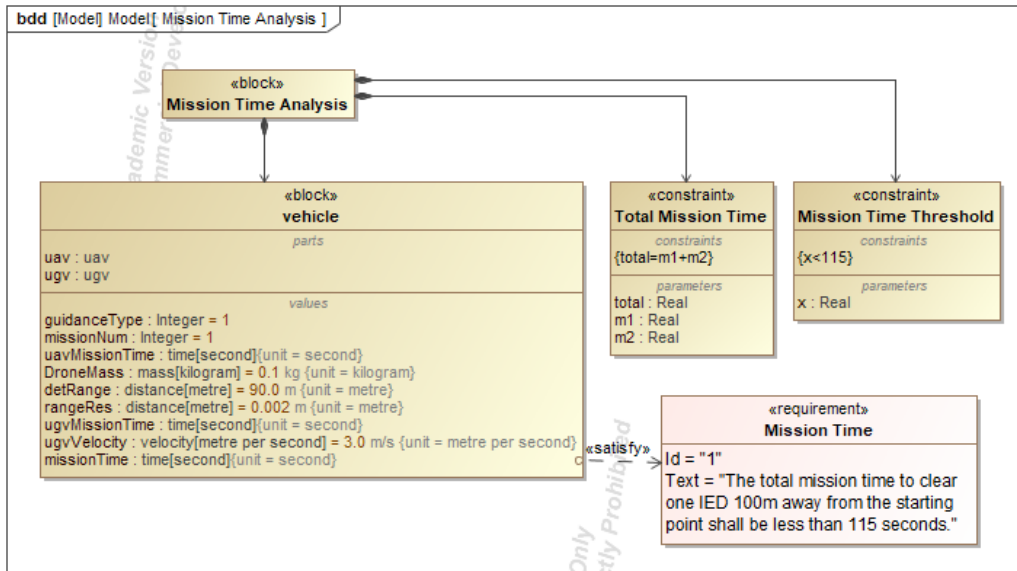 bdd [Model] Model[ Mission Time Analysis ]
«block»
Mission Time Analysis
«block»
vehicle
parts
uav : uav
ugv : ugv
values
guidanceType : Integer = 1
missionNum : Integer = 1
uavMissionTime : time[second]{unit = second}
DroneMass : mass[kilogram] = 0.1 kg {unit = kilogram}
detRange : distance[metre] = 90.0 m {unit = metre}
rangeRes : distance[metre] = 0.002 m {unit = metre}
ugvMissionTime : time[second]{unit = second}
ugvVelocity : velocity[metre per second] = 3.0 m/s {unit = metre per second}
missionTime : time[second]{unit = second}
«constraint»
Total Mission Time
constraints
{total=m1+m2}
parameters
total : Real
m1 : Real
m2 : Real
«constraint»
Mission Time Threshold
constraints
{x<115}
parameters
x : Real
«satisfy»
«requirement»
Mission Time
Id = "1"
Text = "The total mission time to clear
one IED 100m away from the starting
point shall be less than 115 seconds."
ademic Version
Only
Prohibited